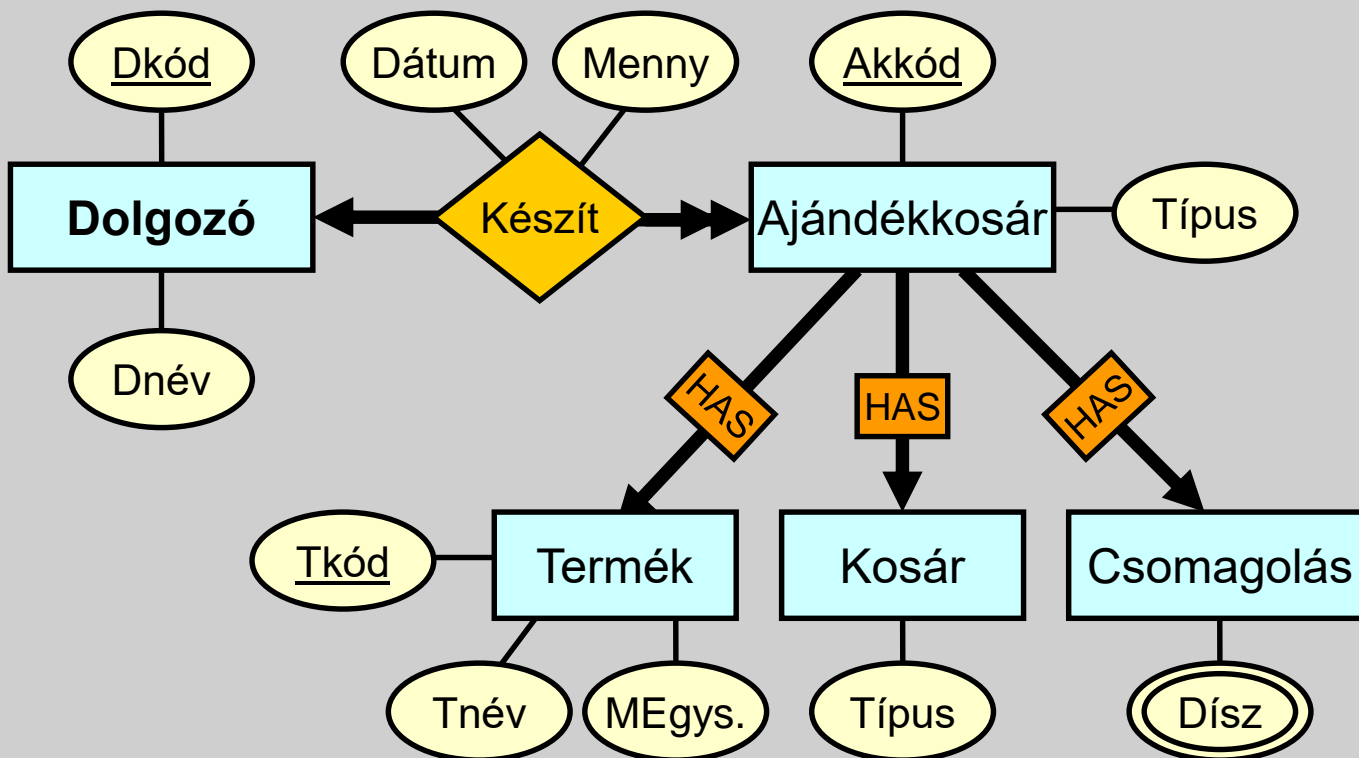 Dkód
Dátum
Menny
Akkód
Dolgozó
Készít
Ajándékkosár
Típus
Dnév
HAS
HAS
HAS
Tkód
Termék
Kosár
Csomagolás
Tnév
MEgys.
Típus
Dísz